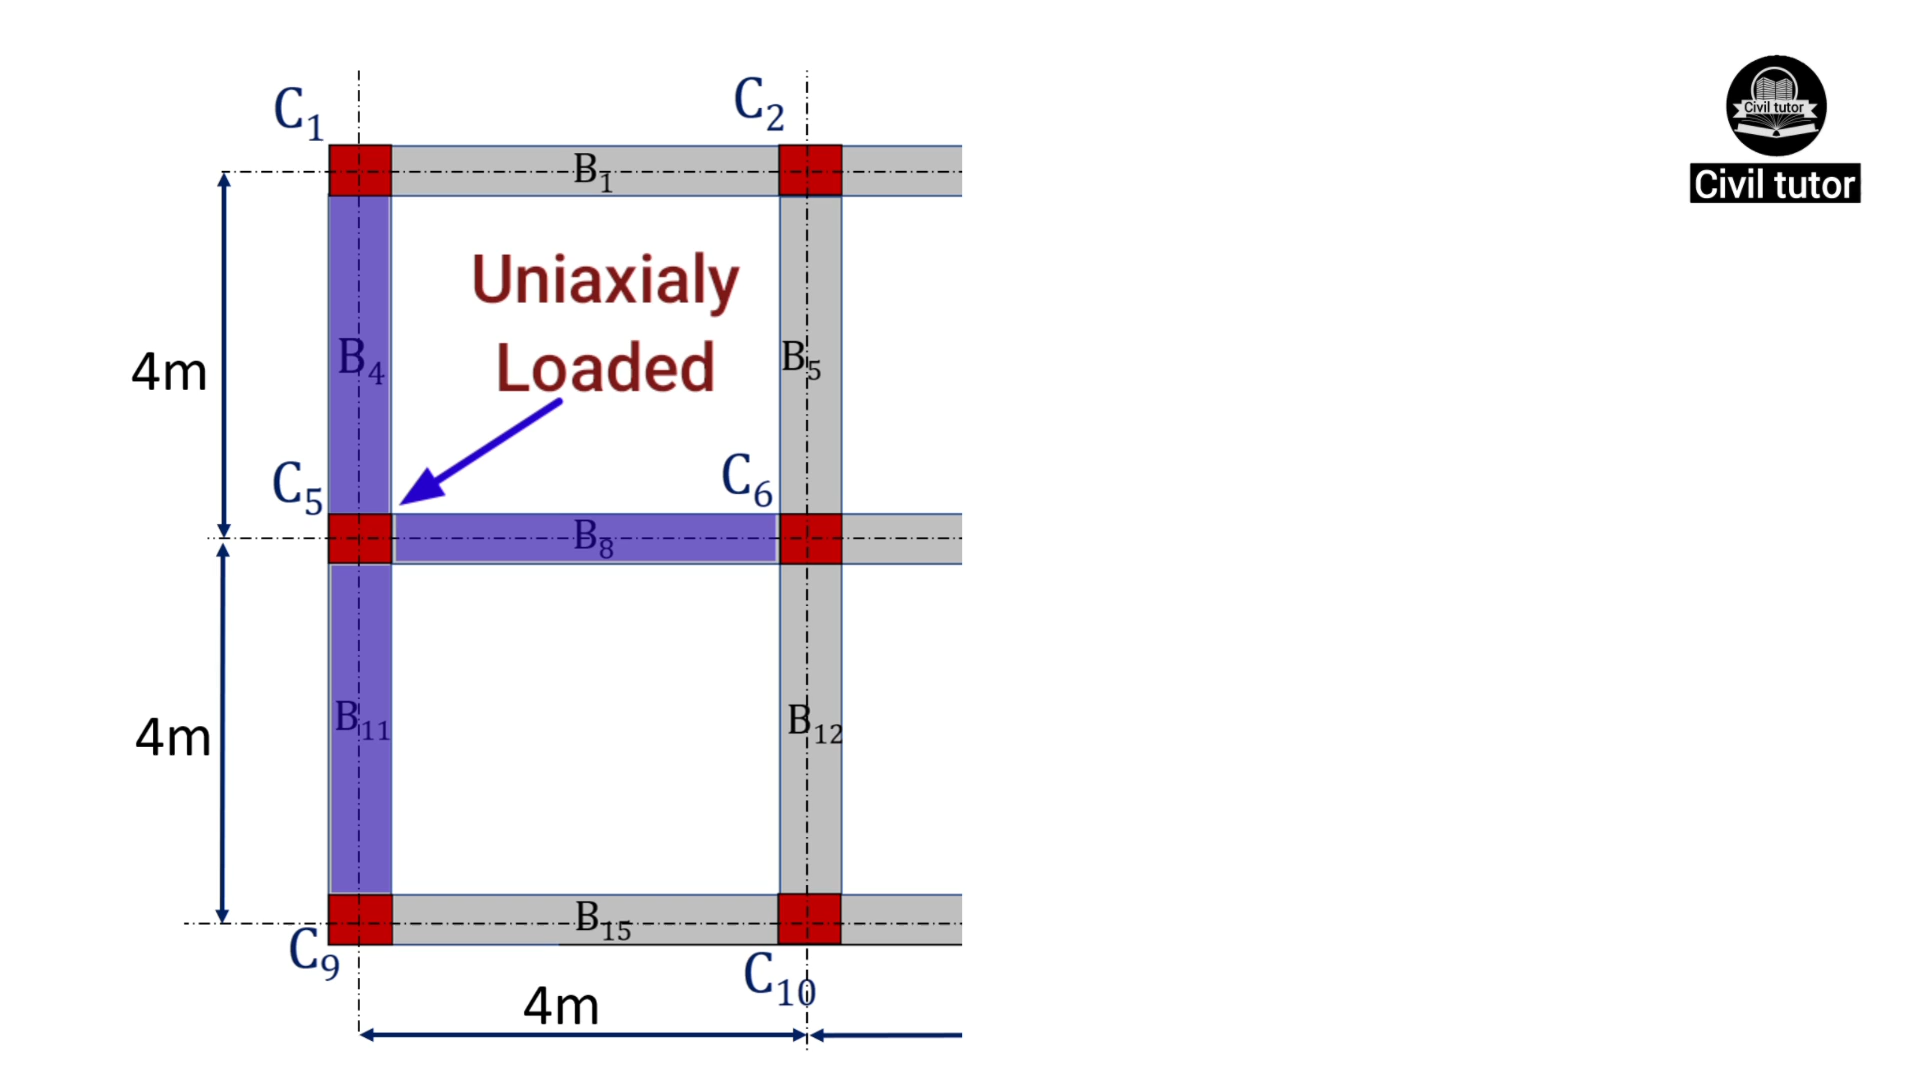 C1
C2
B1
Uniaxialy
Loaded
4m
B4
B5
C5
C6
B8
4m
B11
B12
C9
B15
C10
4m
Civil tutor
Civil tutor